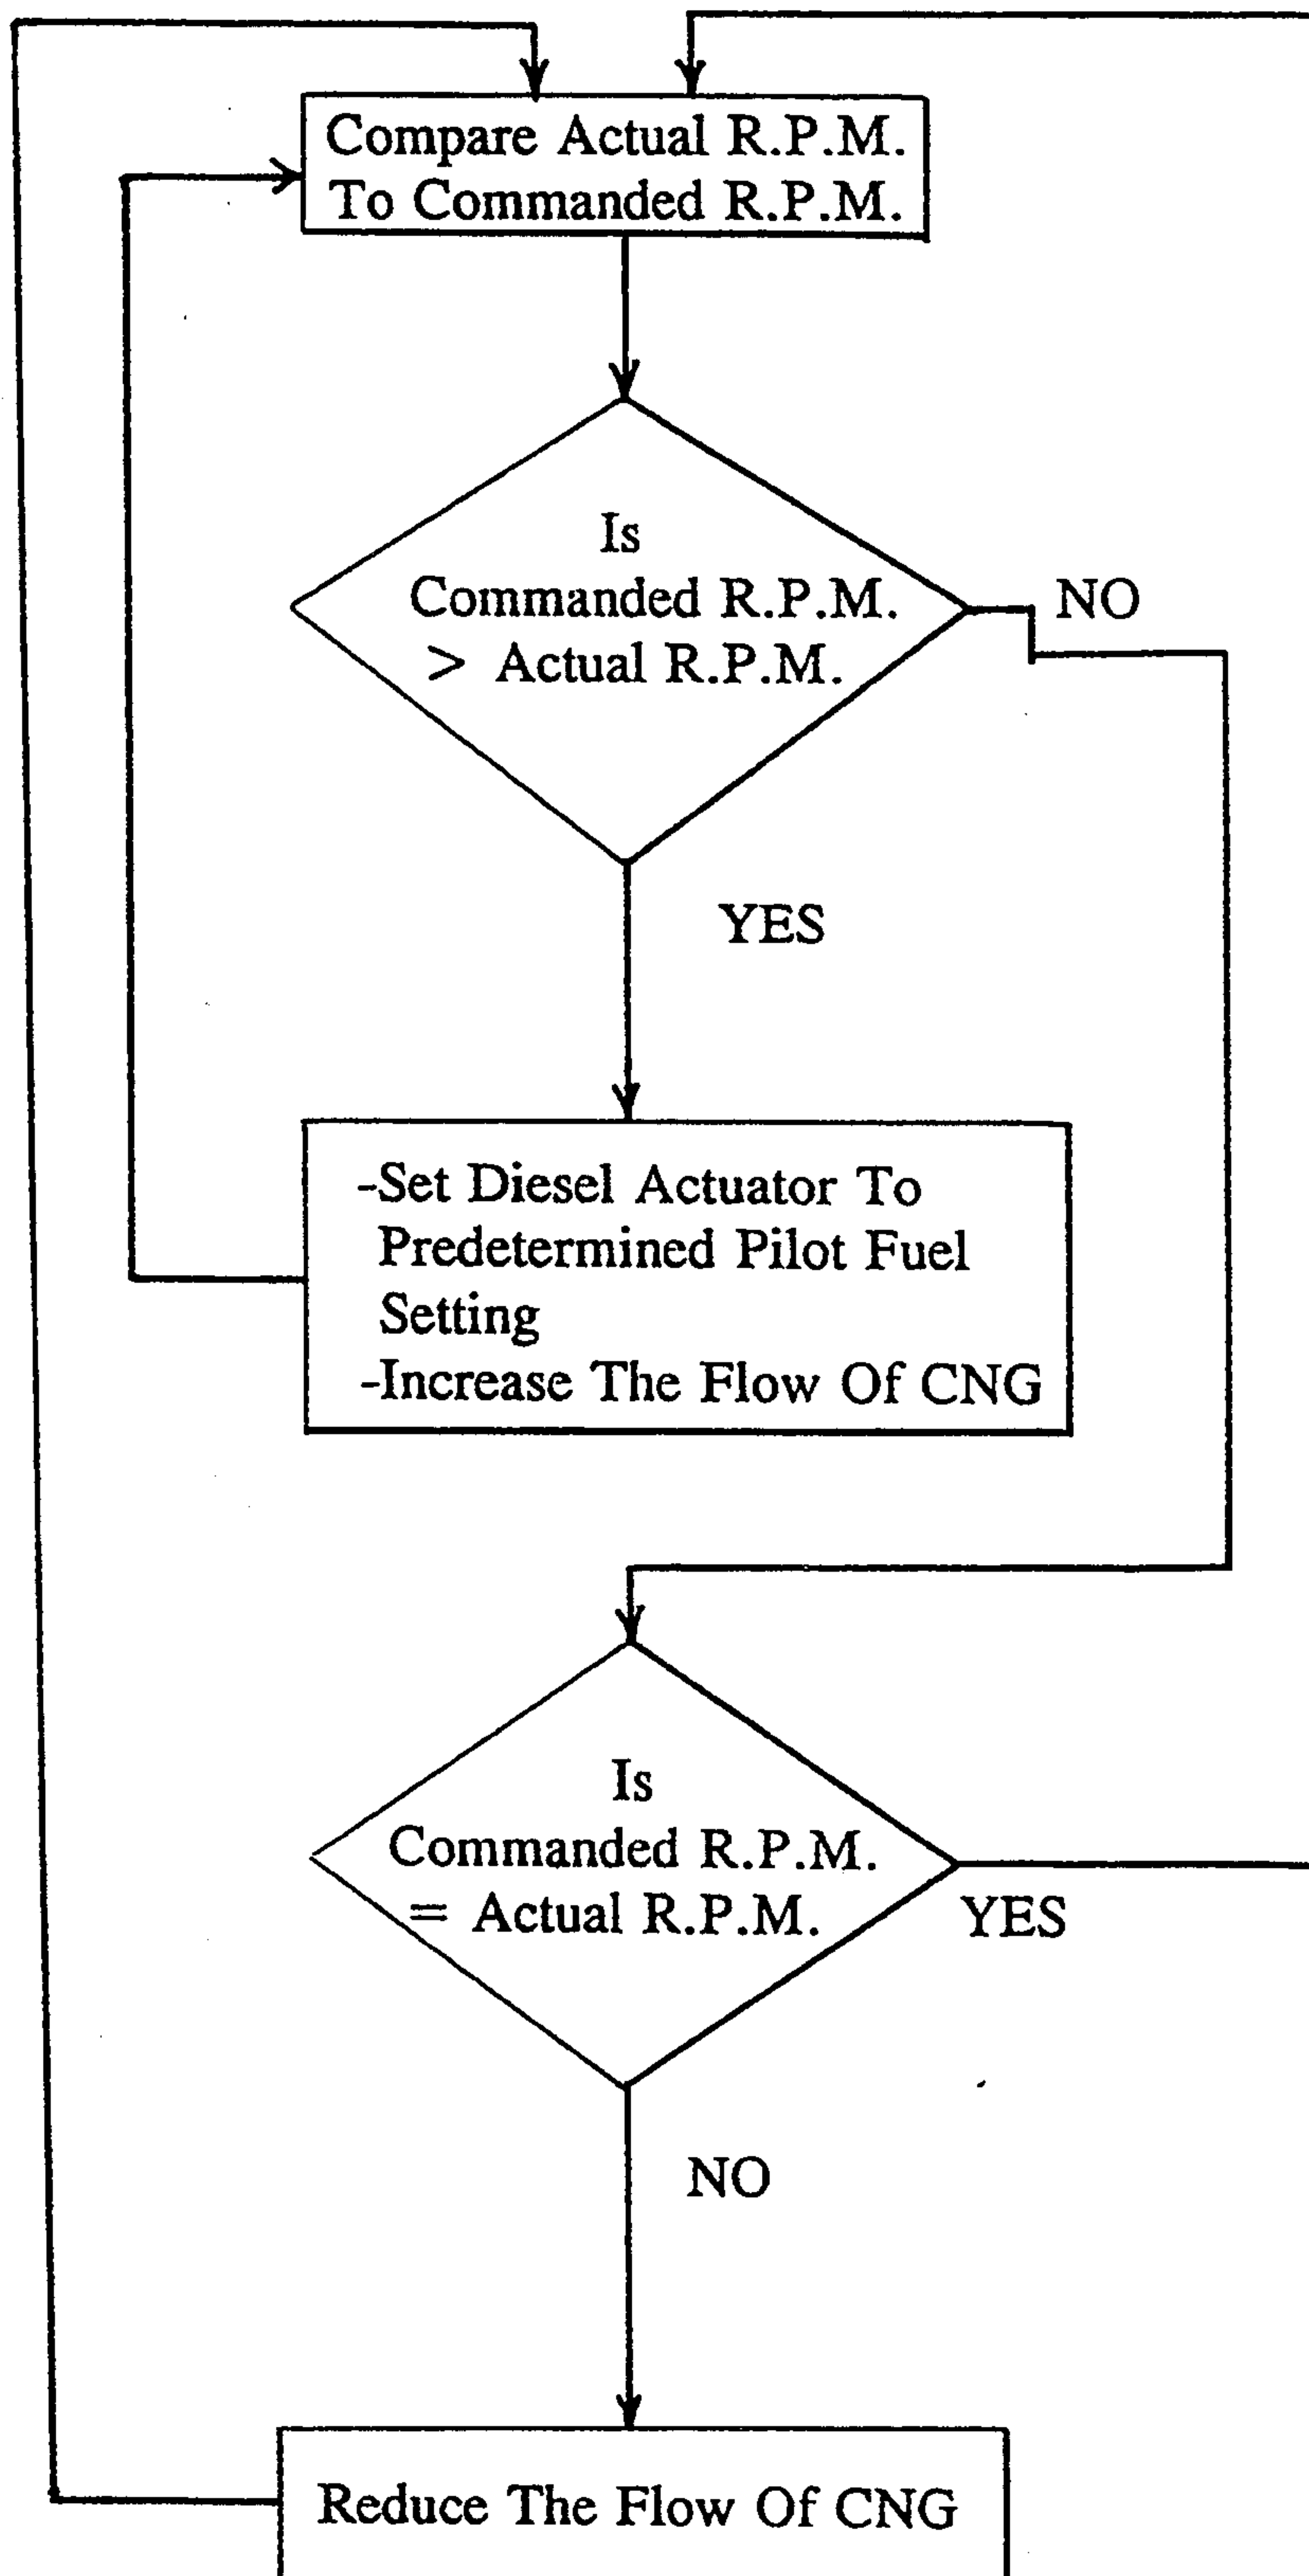 Compare Actual R.P.M.
To Commanded R.P.M.
Is
Commanded R.P.M.
> Actual R.P.M.
NO
YES
-Set Diesel Actuator To
Predetermined Pilot Fuel
Setting
-Increase The Flow Of CNG
Is
Commanded R.P.M.
= Actual R.P.M.
YES
NO
Reduce The Flow Of CNG